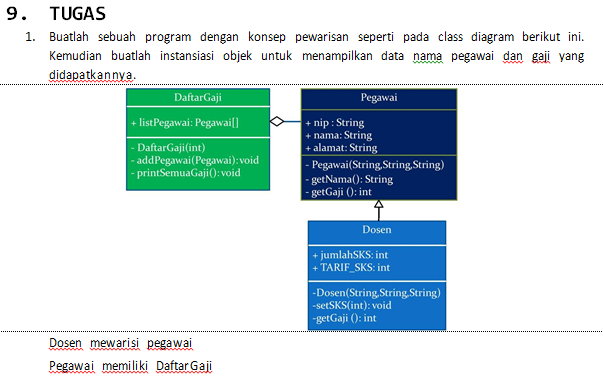 9. TUGAS
1. Buatlah sebuah program dengan konsep pewarisan seperti pada class diagram berikut ini.
Kemudian buatlah instansiasi objek untuk menampilkan data nama pegawai dan gaji yang
didapatkannya.
DaftarGaji
+ listPegawai: Pegawai[]
- DaftarGaji(int)
- addPegawai(Pegawai):void
- printSemuaGaji():void
Pegawai
+ nip : String
+ nama: String
+ alamat: String
- Pegawai(String,String,String)
- getNama(): String
- getGaji (): int
Dosen
+ jumlahSKS: int
+ TARIF_SKS: int
-Dosen(String,String,String)
-setSKS(int): void
-getGaji (): int
Dosen mewarisi pegawai
Pegawai memiliki DaftarGaji